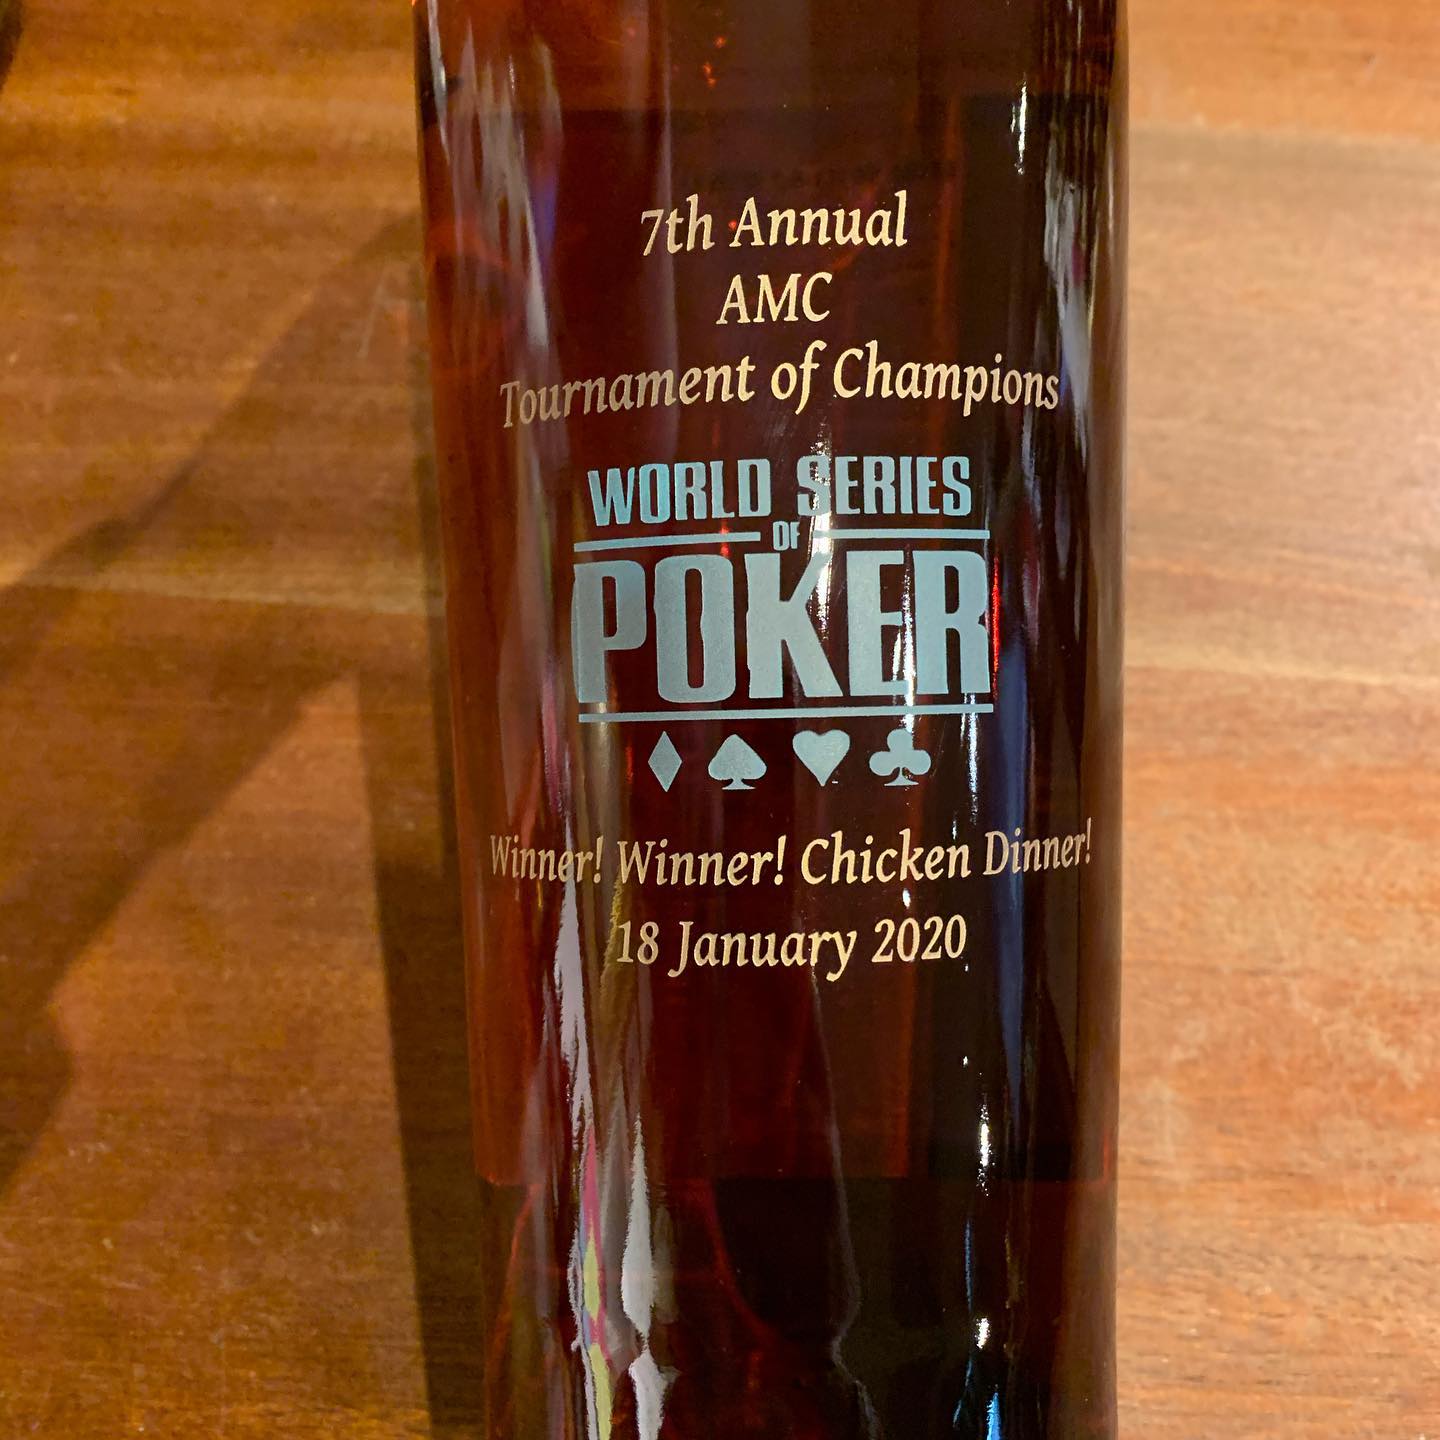 7th Annual
AMC
Tournament of Champions
WORLD SERIES
OF
POKER
Winner! Winner! Chicken Dinner!
18 January 2020